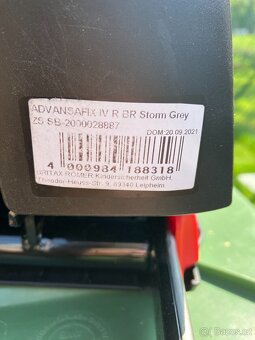 ADVANSAFIX IV R BR Storm Grey
ZS SB 2000028887
DOM:20.09.2021
4 000984 188318
BRITAX RÖMER Kindersicherheit GmbH,
Theodor-Heuss-Str. 9, 89340 Leipheim